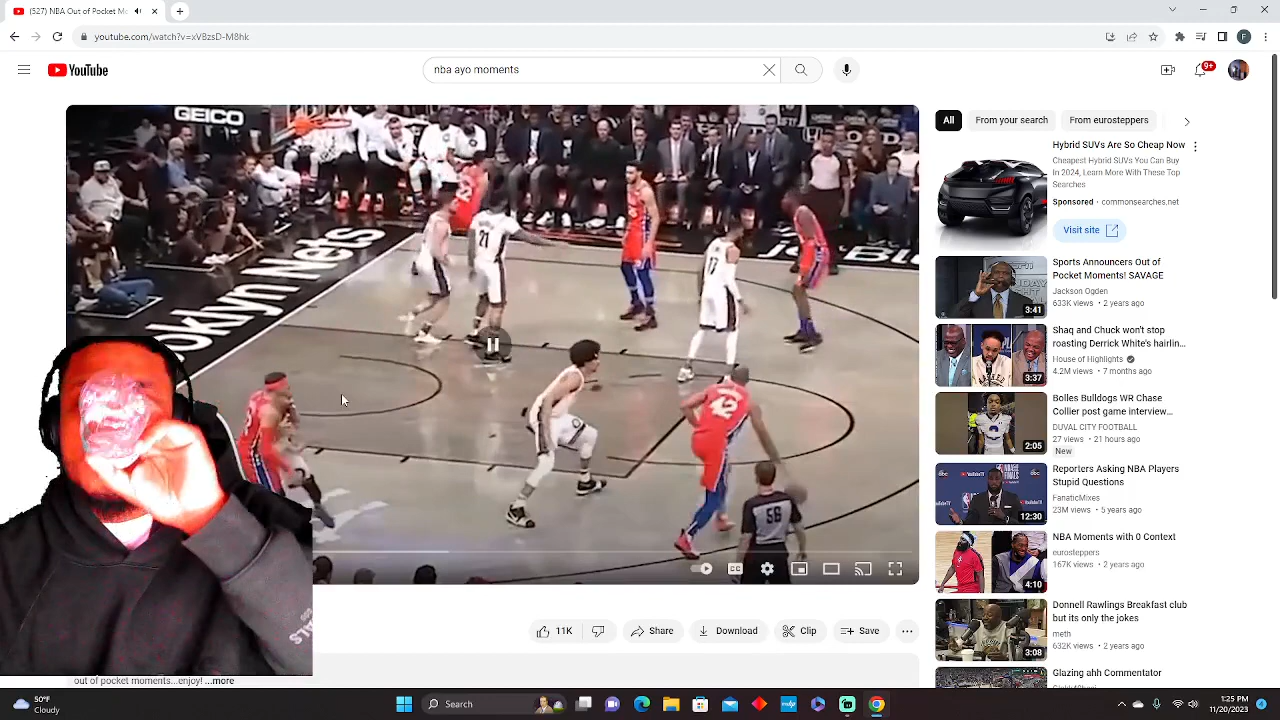 (527) NBA Out of Pocket Mo
youtube.com/watch?v=xVBzsD-M8hk
YouTube
nba ayo moments
9+
F
GEICO
ooklyn Nets
21
17
12
56
11K
Share
Download
Clip
Save
out of pocket moments...enjoy! ...more
All
From your search
From eurosteppers
Hybrid SUVs Are So Cheap Now
Cheapest Hybrid SUVs You Can Buy
In 2024, Learn More With These Top
Searches
Sponsored · commonsearches.net
Visit site
Sports Announcers Out of
Pocket Moments! SAVAGE
Jackson Ogden
633K views · 2 years ago
3:41
Shaq and Chuck won't stop
roasting Derrick White's hairlin...
House of Highlights
4.2M views · 7 months ago
3:37
Bolles Bulldogs WR Chase
Collier post game interview...
DUVAL CITY FOOTBALL
27 views · 21 hours ago
New
2:05
Reporters Asking NBA Players
Stupid Questions
FanaticMixes
23M views · 5 years ago
12:30
NBA Moments with 0 Context
eurosteppers
167K views · 2 years ago
4:10
Donnell Rawlings Breakfast club
but its only the jokes
meth
632K views · 2 years ago
3:08
Glazing ahh Commentator
50°F
Cloudy
Search
1:25 PM
11/20/2023